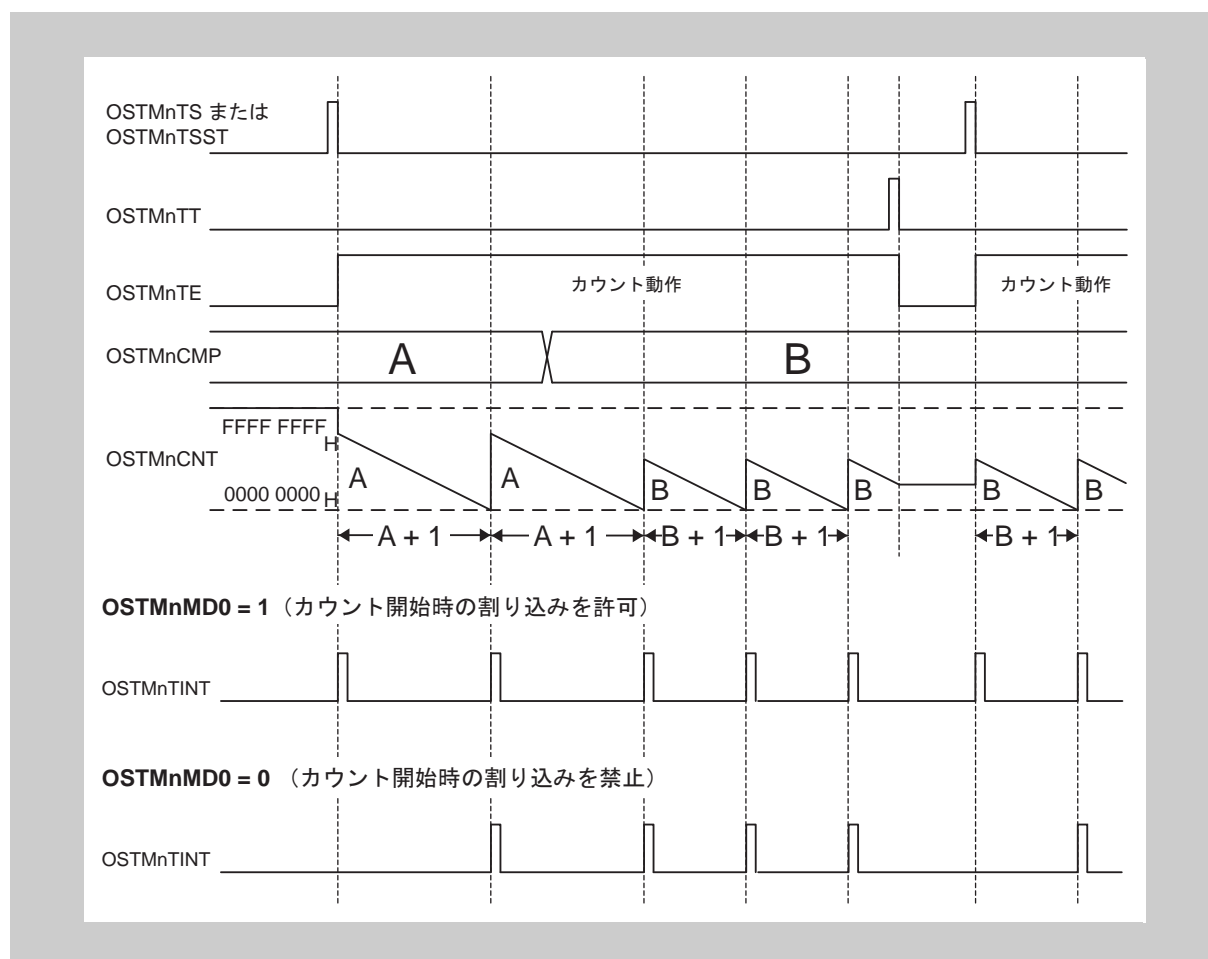 OSTMnTS または
OSTMnTSST
OSTMnTT
OSTMnTE
カウント動作
カウント動作
OSTMnCMP
A
B
OSTMnCNT
FFFF FFFF H
0000 0000 H
A
A
B
B
B
B
B
A + 1
A + 1
B + 1
B + 1
B + 1
OSTMnMD0 = 1（カウント開始時の割り込みを許可）
OSTMnTINT
OSTMnMD0 = 0 （カウント開始時の割り込みを禁止）
OSTMnTINT